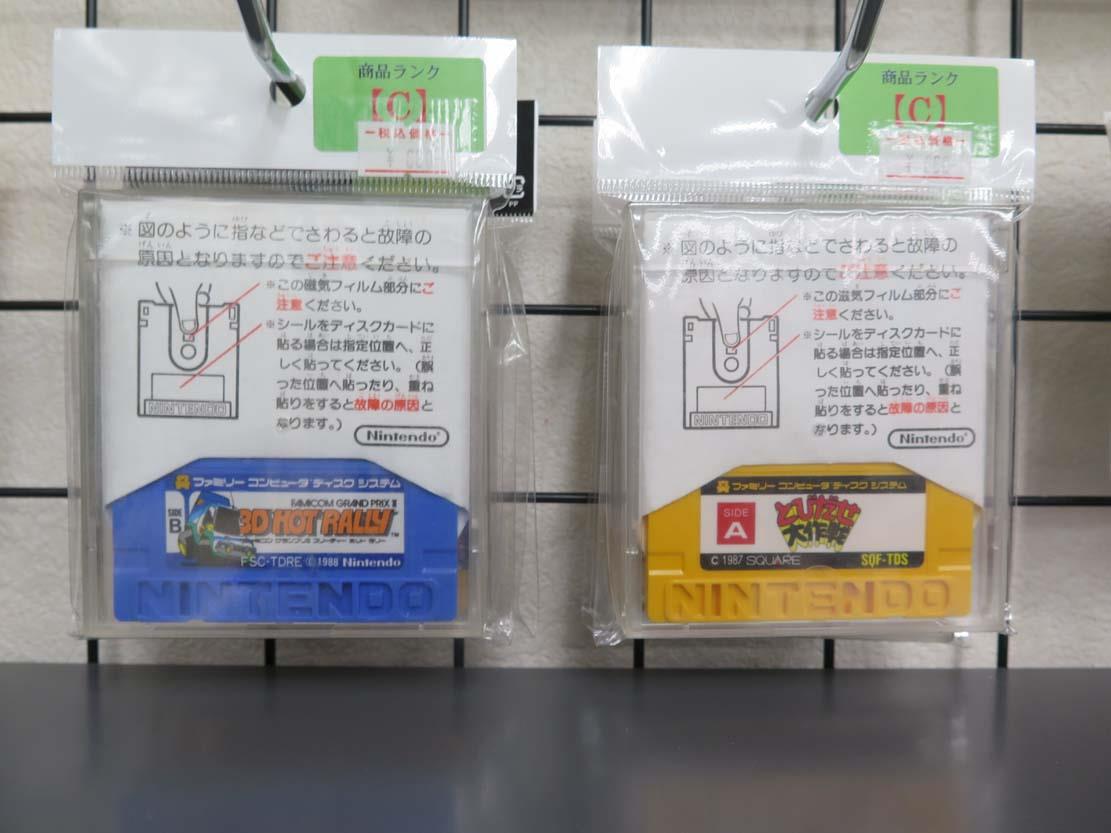 商品ランク
【C】
ー税込価格ー
※図のように指などでさわると故障の
原因となりますのでご注意ください。
※この磁気フィルム部分にご
注意ください。
※シールをディスクカードに
貼る場合は指定位置へ、正
しく貼ってください。(誤
った位置へ貼ったり、重ね
貼りをすると故障の原因と
なります。)
NINTENDO
Nintendo®
ファミリー コンピュータ ディスク システム
SIDE
B
FAMICOM GRAND PRIX II
3D HOT RALLY™
FSC-TDRE ©1988 Nintendo
NINTENDO
商品ランク
【C】
※図のように指などでさわると故障の
原因となりますのでご注意ください。
※この磁気フィルム部分にご
注意ください。
※シールをディスクカードに
貼る場合は指定位置へ、正
しく貼ってください。(誤
った位置へ貼ったり、重ね
貼りをすると故障の原因と
なります。)
NINTENDO
Nintendo®
ファミリー コンピュータ ディスク システム
SIDE
A
とびだせ
大作戦
C 1987 SQUARE
SQF-TDS
NINTENDO